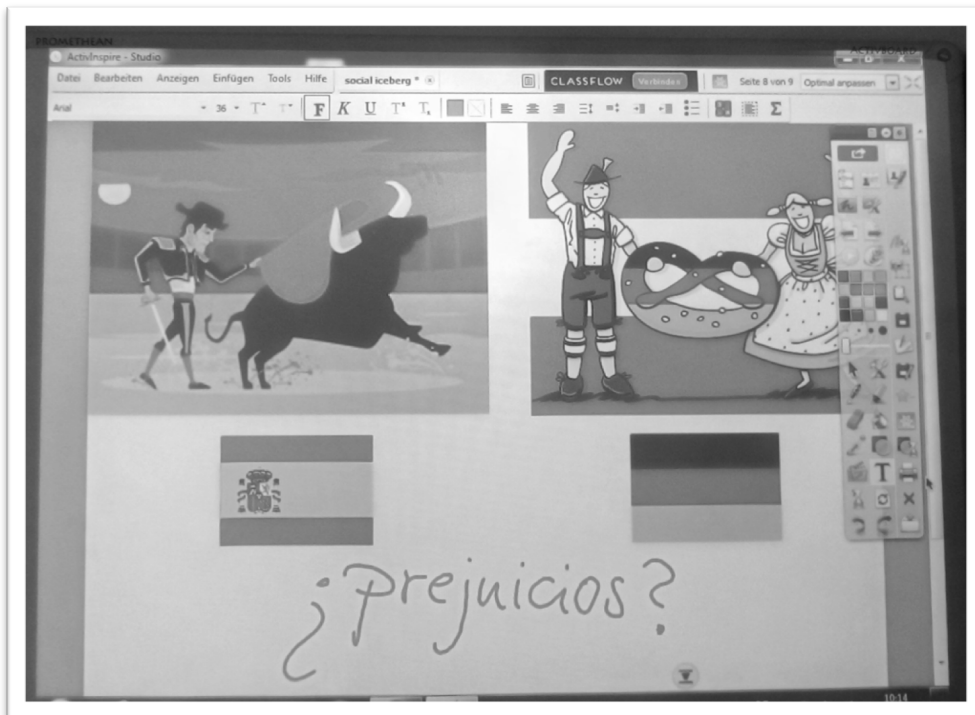 PROMETHEAN
ACTIVBOARD
ActivInspire - Studio
Datei Bearbeiten Anzeigen Einfügen Tools Hilfe social iceberg * CLASSFLOW Verbinden Seite 8 von 9 Optimal anpassen
Arial 36 F K U Σ
T
¿prejuicios?
10:14